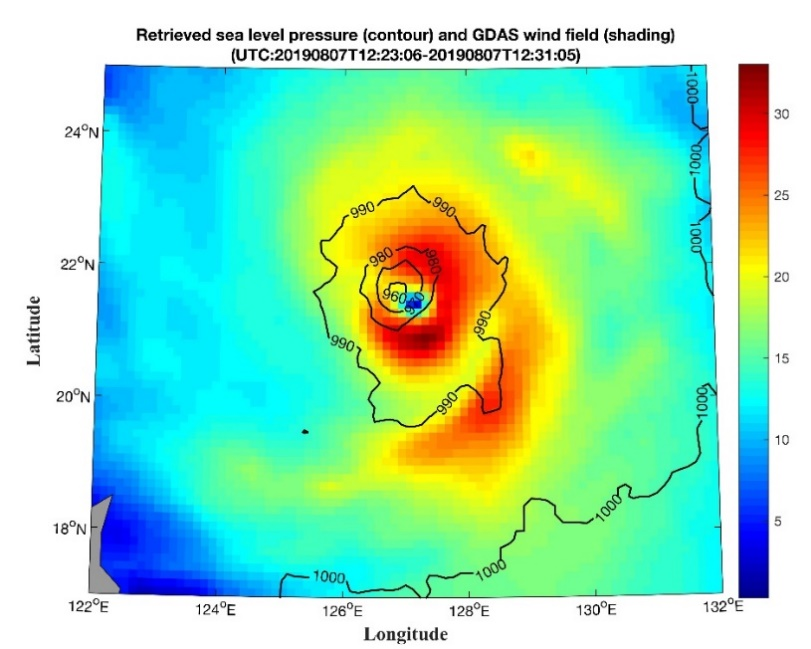 Retrieved sea level pressure (contour) and GDAS wind field (shading)
(UTC:20190807T12:23:06-20190807T12:31:05)
24°N
22°N
20°N
18°N
122°E
124°E
126°E
128°E
130°E
132°E
Latitude
Longitude
30
25
20
15
10
5
1000
1000
1000
990
990
980
980
960
990
990
990
1000
1000
1000
1000